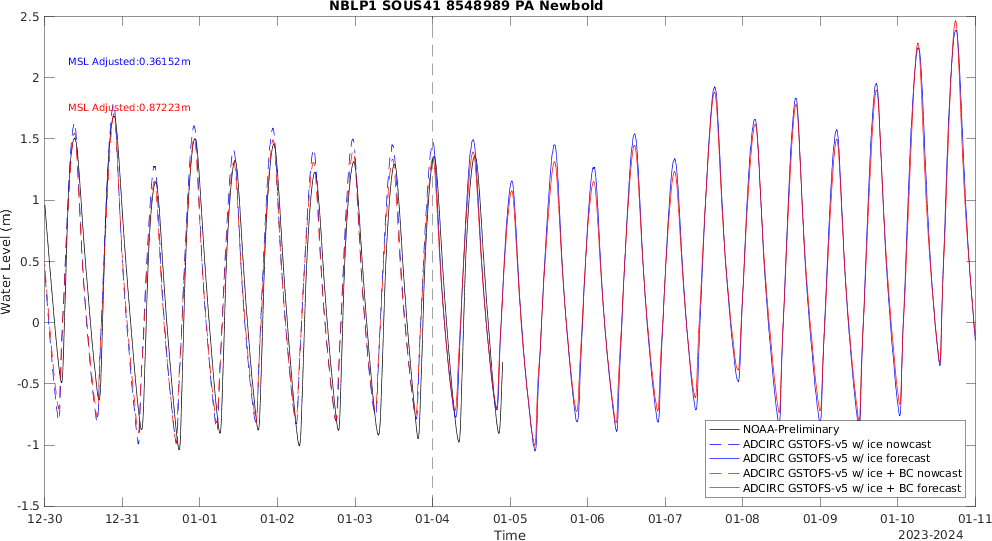 NBLP1 SOUS41 8548989 PA Newbold
2.5
2
1.5
1
0.5
0
-0.5
-1
-1.5
Water Level (m)
MSL Adjusted:0.36152m
MSL Adjusted:0.87223m
NOAA-Preliminary
ADCIRC GSTOFS-v5 w/ ice nowcast
ADCIRC GSTOFS-v5 w/ ice forecast
ADCIRC GSTOFS-v5 w/ ice + BC nowcast
ADCIRC GSTOFS-v5 w/ ice + BC forecast
12-30 12-31 01-01 01-02 01-03 01-04 01-05 01-06 01-07 01-08 01-09 01-10 01-11
Time
2023-2024